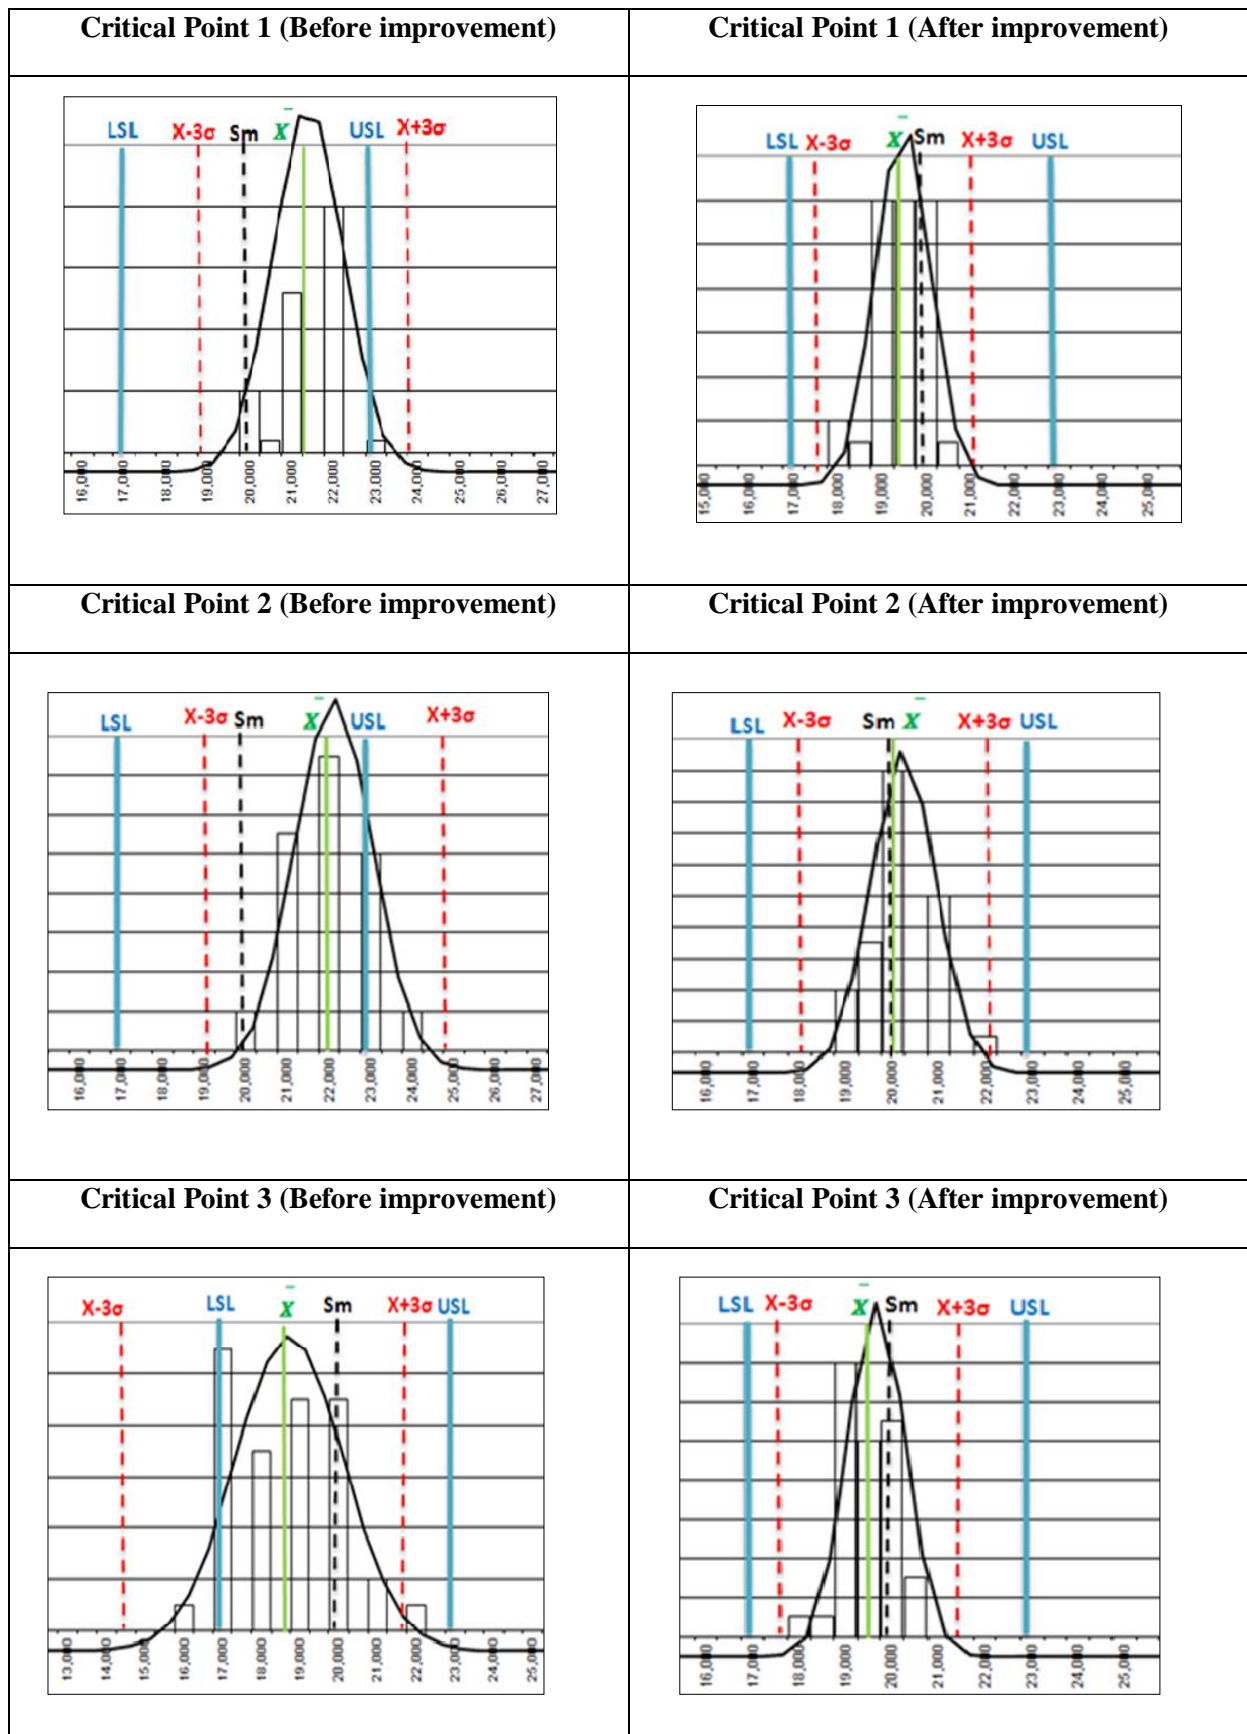 Critical Point 1 (Before improvement)
Critical Point 1 (After improvement)
LSL X-3σ Sm X̄ USL X+3σ
16,000 17,000 18,000 19,000 20,000 21,000 22,000 23,000 24,000 25,000 26,000 27,000
LSL X-3σ X̄ Sm X+3σ USL
15,000 16,000 17,000 18,000 19,000 20,000 21,000 22,000 23,000 24,000 25,000
Critical Point 2 (Before improvement)
Critical Point 2 (After improvement)
LSL X-3σ Sm X̄ USL X+3σ
16,000 17,000 18,000 19,000 20,000 21,000 22,000 23,000 24,000 25,000 26,000 27,000
LSL X-3σ Sm X̄ X+3σ USL
16,000 17,000 18,000 19,000 20,000 21,000 22,000 23,000 24,000 25,000
Critical Point 3 (Before improvement)
Critical Point 3 (After improvement)
X-3σ LSL X̄ Sm X+3σ USL
13,000 14,000 15,000 16,000 17,000 18,000 19,000 20,000 21,000 22,000 23,000 24,000 25,000
LSL X-3σ X̄ Sm X+3σ USL
16,000 17,000 18,000 19,000 20,000 21,000 22,000 23,000 24,000 25,000